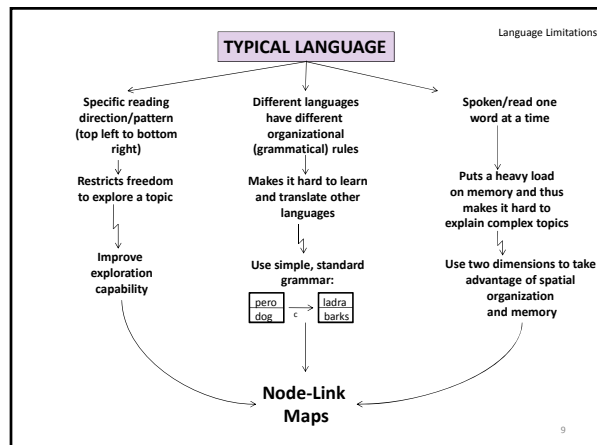 Language Limitations
TYPICAL LANGUAGE
Specific reading
direction/pattern
(top left to bottom
right)
Restricts freedom
to explore a topic
Improve
exploration
capability
Different languages
have different
organizational
(grammatical) rules
Makes it hard to learn
and translate other
languages
Use simple, standard
grammar:
pero
dog
c
ladra
barks
Spoken/read one
word at a time
Puts a heavy load
on memory and thus
makes it hard to
explain complex topics
Use two dimensions to take
advantage of spatial
organization
and memory
Node-Link
Maps
9